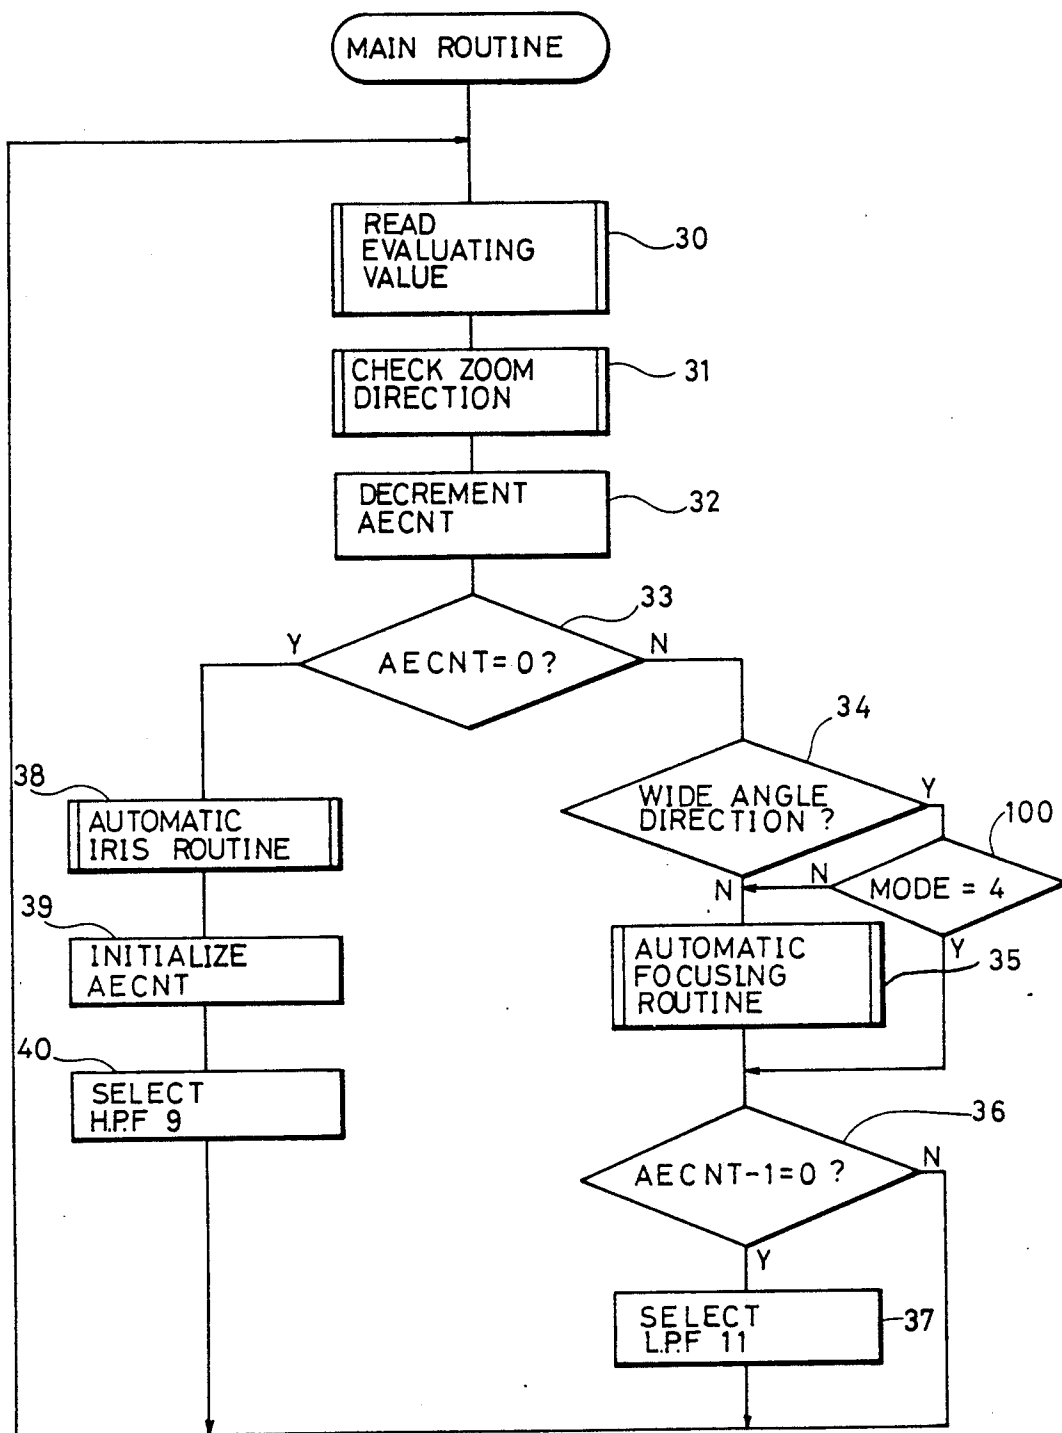 MAIN ROUTINE
READ
EVALUATING
VALUE
30
CHECK ZOOM
DIRECTION
31
DECREMENT
AECNT
32
33
Y
AECNT=0?
N
34
WIDE ANGLE
DIRECTION ?
Y
100
MODE = 4
N
N
Y
38
AUTOMATIC
IRIS ROUTINE
39
INITIALIZE
AECNT
40
SELECT
H.P.F 9
AUTOMATIC
FOCUSING
ROUTINE
35
36
AECNT-1=0 ?
N
Y
SELECT
L.P.F 11
37